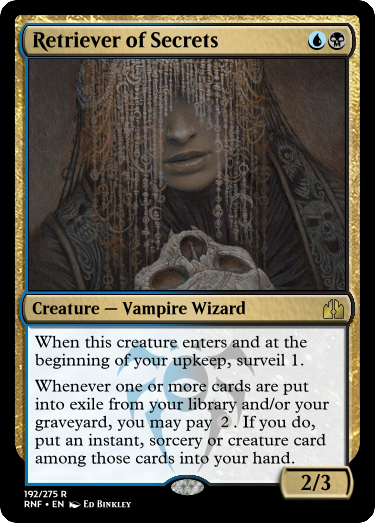 Retriever of Secrets
Creature — Vampire Wizard
When this creature enters and at the
beginning of your upkeep, surveil 1.
Whenever one or more cards are put
into exile from your library and/or your
graveyard, you may pay 2. If you do,
put an instant, sorcery or creature card
among those cards into your hand.
2/3
192/275 R
RNF • EN Ed Binkley